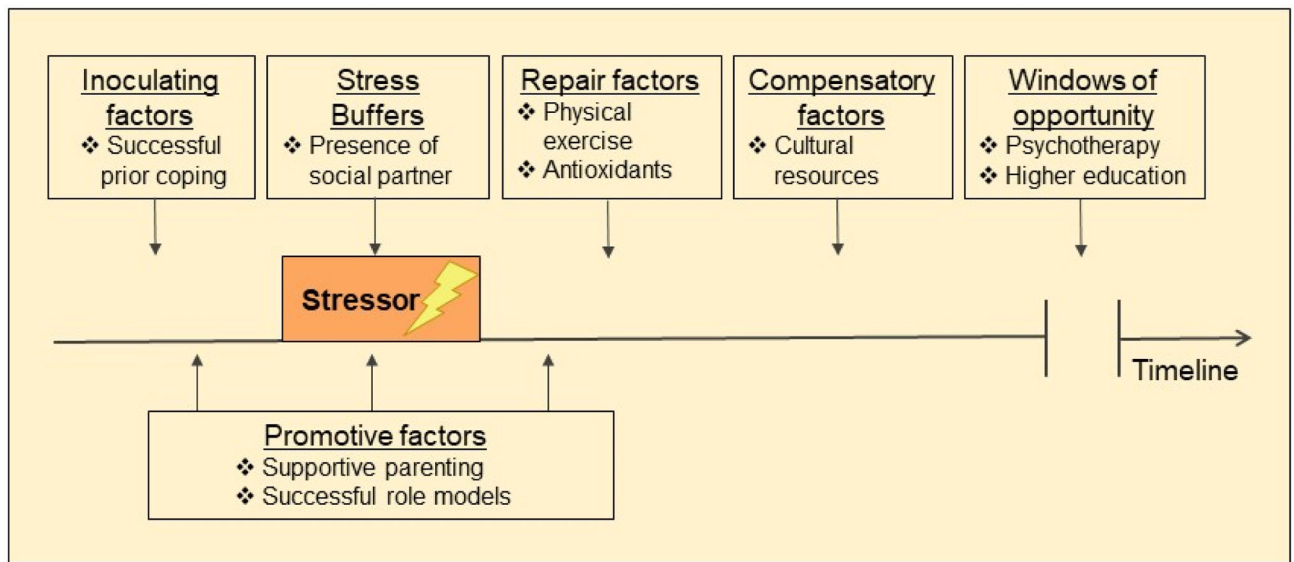 Inoculating
factors
❖ Successful
prior coping
Stress
Buffers
❖ Presence of
social partner
Repair factors
❖ Physical
exercise
❖ Antioxidants
Compensatory
factors
❖ Cultural
resources
Windows of
opportunity
❖ Psychotherapy
❖ Higher education
Stressor
Timeline
Promotive factors
❖ Supportive parenting
❖ Successful role models